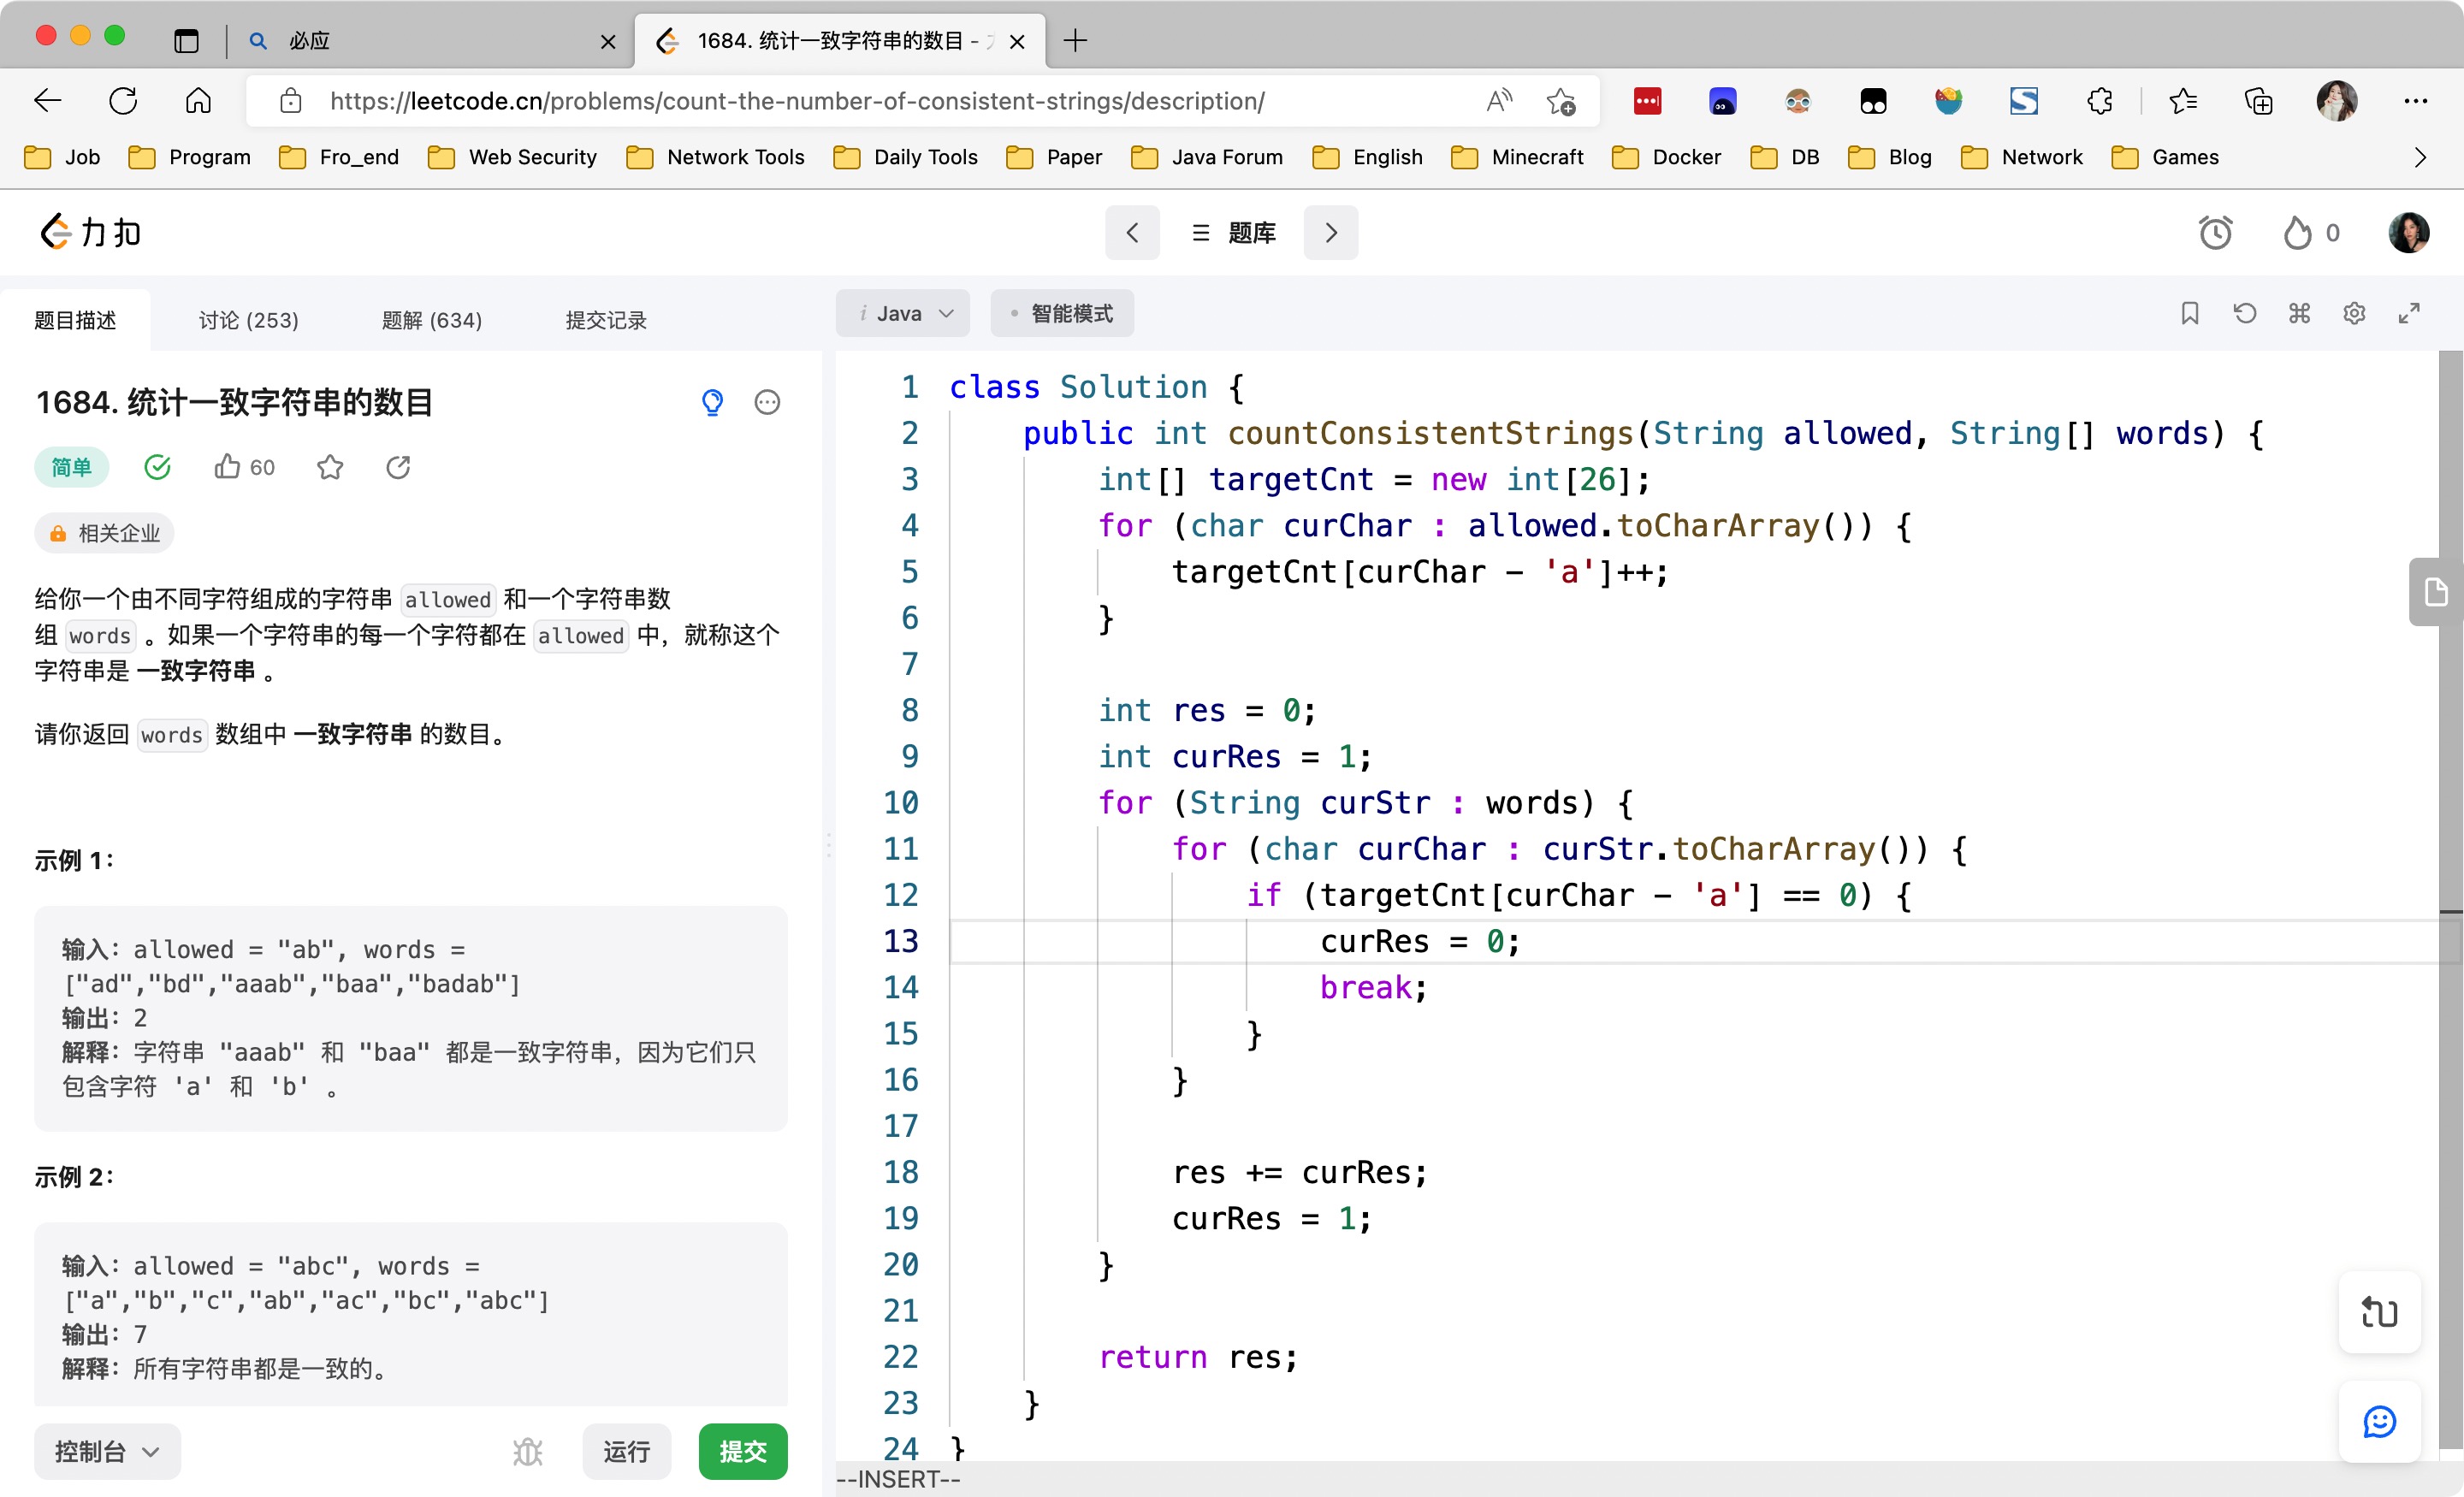 必应
1684. 统计一致字符串的数目 -
https://leetcode.cn/problems/count-the-number-of-consistent-strings/description/
Job Program Fro_end Web Security Network Tools Daily Tools Paper Java Forum English Minecraft Docker DB Blog Network Games
力扣
题库
0
题目描述 讨论 (253) 题解 (634) 提交记录
1684. 统计一致字符串的数目
简单 60
相关企业
给你一个由不同字符组成的字符串 allowed 和一个字符串数
组 words 。如果一个字符串的每一个字符都在 allowed 中，就称这个
字符串是 一致字符串 。
请你返回 words 数组中 一致字符串 的数目。
示例 1：
输入：allowed = "ab", words =
["ad","bd","aaab","baa","badab"]
输出：2
解释：字符串 "aaab" 和 "baa" 都是一致字符串，因为它们只
包含字符 'a' 和 'b' 。
示例 2：
输入：allowed = "abc", words =
["a","b","c","ab","ac","bc","abc"]
输出：7
解释：所有字符串都是一致的。
控制台 运行 提交
i Java 智能模式
1 class Solution {
2     public int countConsistentStrings(String allowed, String[] words) {
3         int[] targetCnt = new int[26];
4         for (char curChar : allowed.toCharArray()) {
5             targetCnt[curChar - 'a']++;
6         }
7
8         int res = 0;
9         int curRes = 1;
10         for (String curStr : words) {
11             for (char curChar : curStr.toCharArray()) {
12                 if (targetCnt[curChar - 'a'] == 0) {
13                     curRes = 0;
14                     break;
15                 }
16             }
17
18             res += curRes;
19             curRes = 1;
20         }
21
22         return res;
23     }
24 }
--INSERT--